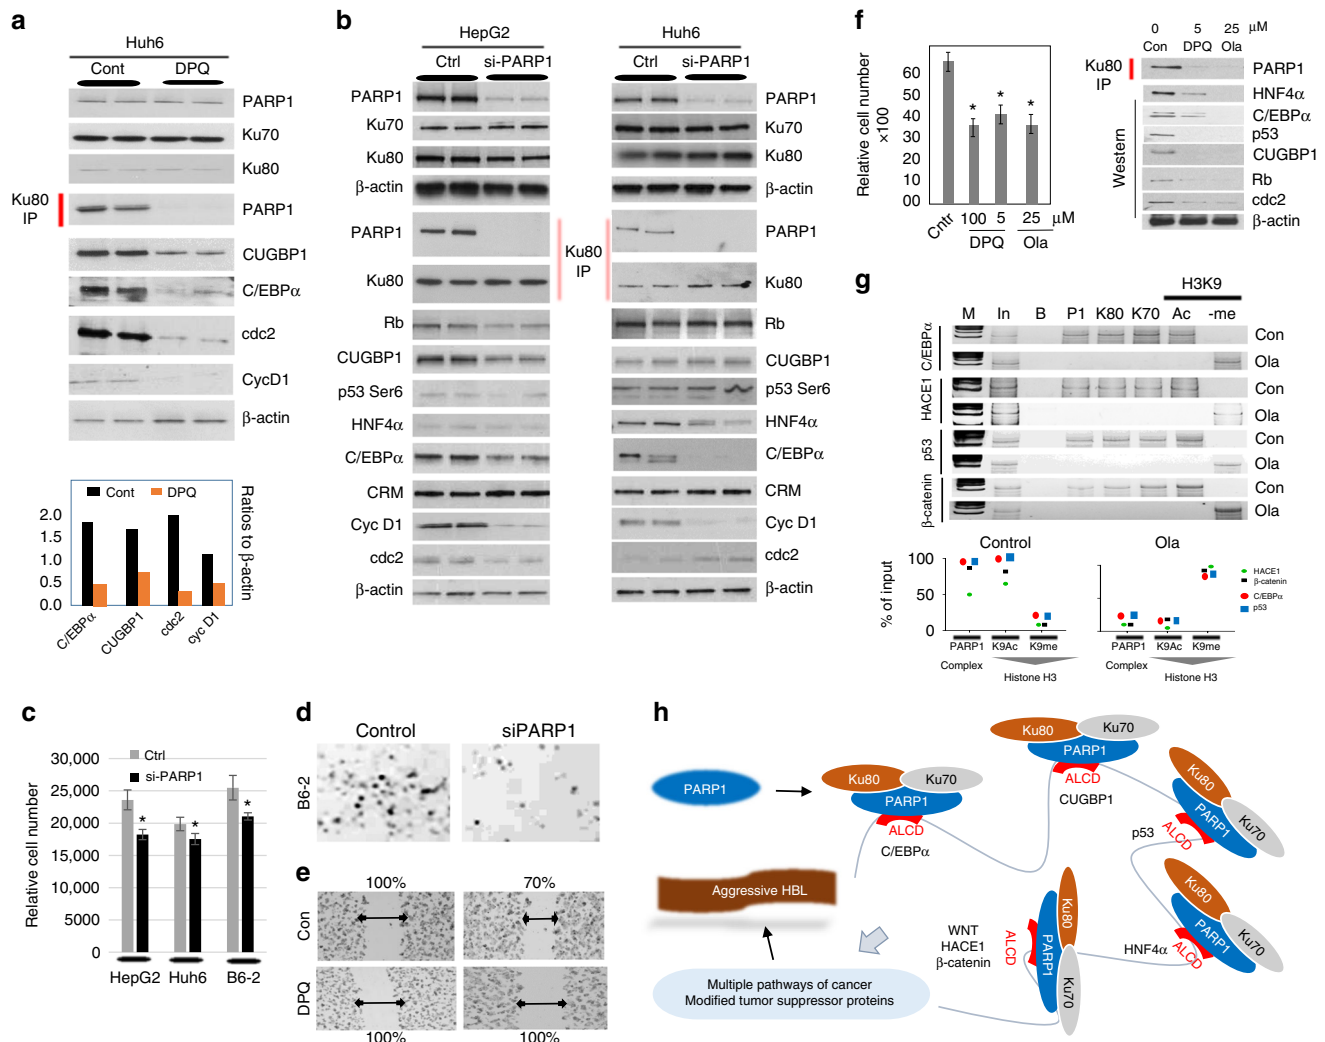 a
Huh6
Cont
DPQ
PARP1
Ku70
Ku80
Ku80
IP
PARP1
CUGBP1
C/EBPα
cdc2
CycD1
β-actin
Cont
DPQ
Ratios to β-actin
2.0
1.5
1.0
0.5
0.0
C/EBPα
CUGBP1
cdc2
cyc D1
b
HepG2
Ctrl
si-PARP1
PARP1
Ku70
Ku80
β-actin
PARP1
Ku80
Rb
CUGBP1
p53 Ser6
HNF4α
C/EBPα
CRM
Cyc D1
cdc2
β-actin
Ku80
IP
Huh6
Ctrl
si-PARP1
PARP1
Ku70
Ku80
β-actin
PARP1
Ku80
Rb
CUGBP1
p53 Ser6
HNF4α
C/EBPα
CRM
Cyc D1
cdc2
β-actin
c
Relative cell number
Ctrl
si-PARP1
30,000
25,000
20,000
15,000
10,000
5000
0
*
*
*
HepG2
Huh6
B6-2
d
Control
siPARP1
B6-2
e
100%
70%
Con
DPQ
100%
100%
f
Relative cell number
×100
60
50
40
30
20
10
00
*
*
*
Cntr
100
5
25
μM
DPQ
Ola
0
5
25
μM
Con
DPQ
Ola
Ku80
IP
Western
PARP1
HNF4α
C/EBPα
p53
CUGBP1
Rb
cdc2
β-actin
g
H3K9
M
In
B
P1
K80
K70
Ac
-me
C/EBPα
Con
Ola
HACE1
Con
Ola
p53
Con
Ola
β-catenin
Con
Ola
Control
Ola
% of input
100
50
0
PARP1
K9Ac
K9me
Complex
Histone H3
PARP1
K9Ac
K9me
Complex
Histone H3
HACE1
β-catenin
C/EBPα
p53
h
PARP1
Ku80
Ku70
PARP1
ALCD
C/EBPα
Ku80
Ku70
PARP1
ALCD
CUGBP1
Ku80
Ku70
PARP1
ALCD
p53
Ku80
Ku70
PARP1
ALCD
HNF4α
Ku80
Ku70
PARP1
ALCD
WNT
HACE1
β-catenin
Aggressive HBL
Multiple pathways of cancer
Modified tumor suppressor proteins